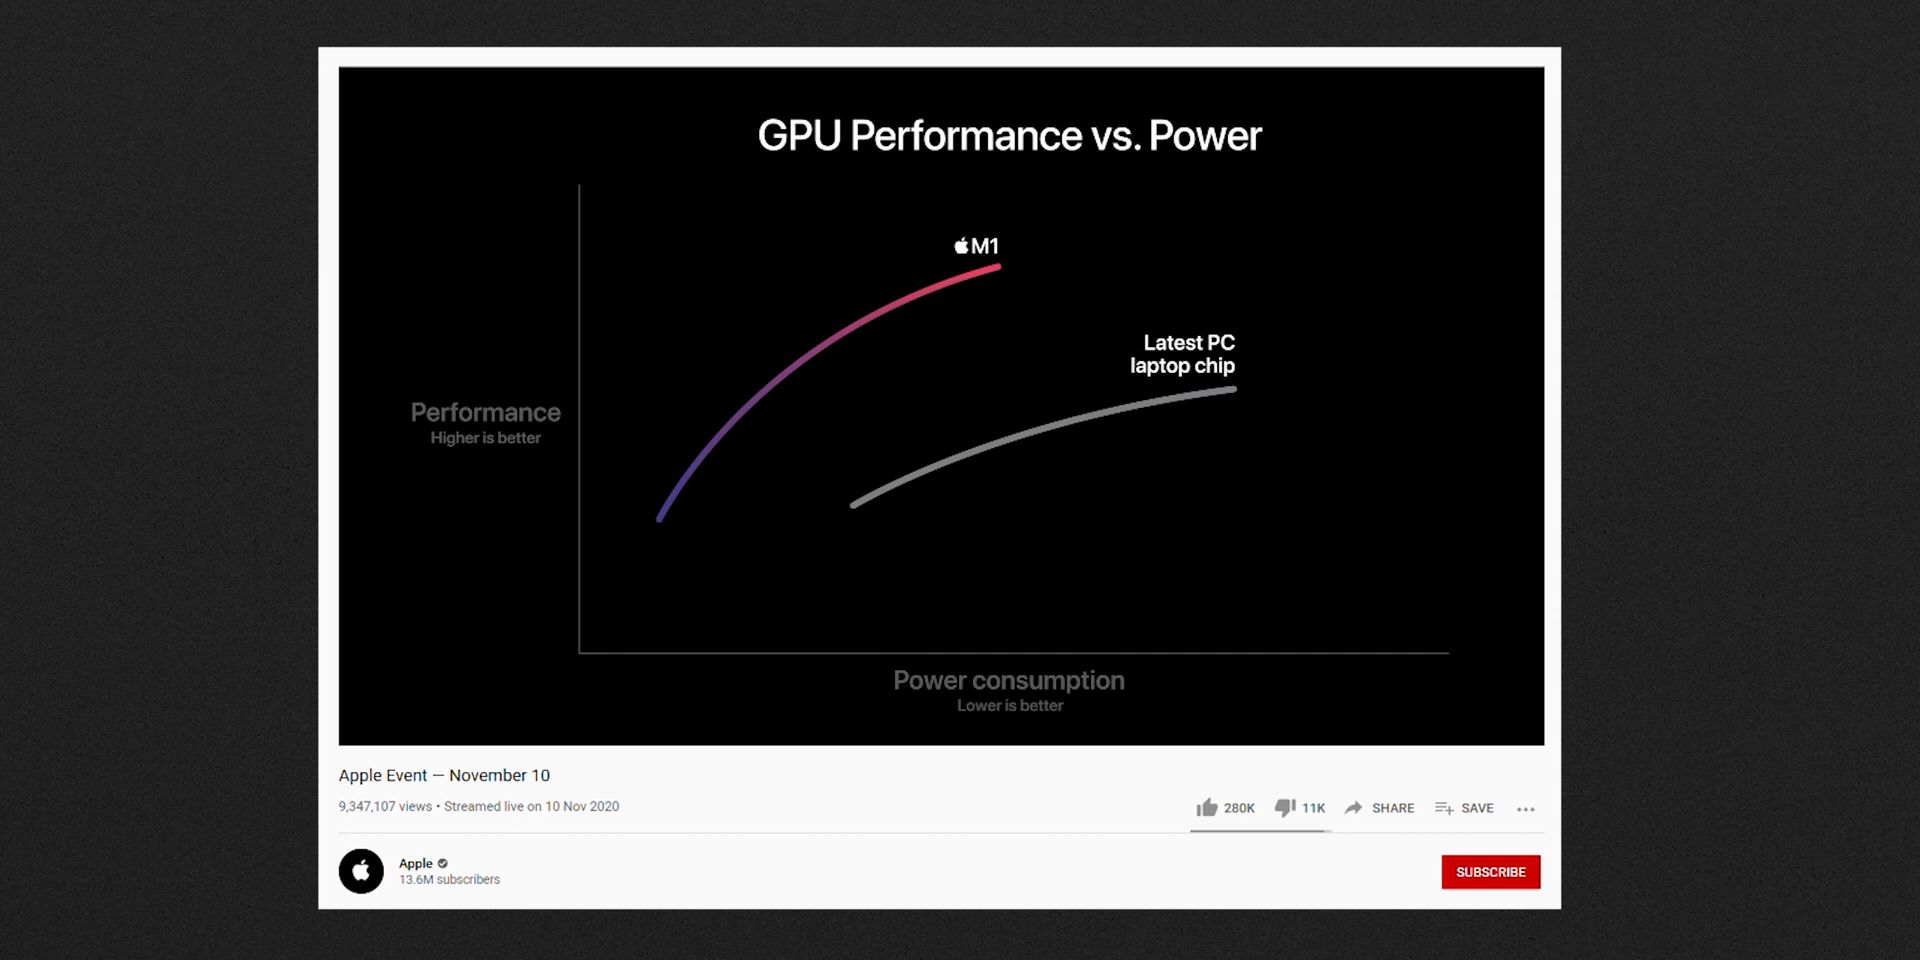 GPU Performance vs. Power
M1
Latest PC
laptop chip
Performance
Higher is better
Power consumption
Lower is better
Apple Event — November 10
9,347,107 views • Streamed live on 10 Nov 2020
280K 11K SHARE SAVE
Apple
13.6M subscribers
SUBSCRIBE